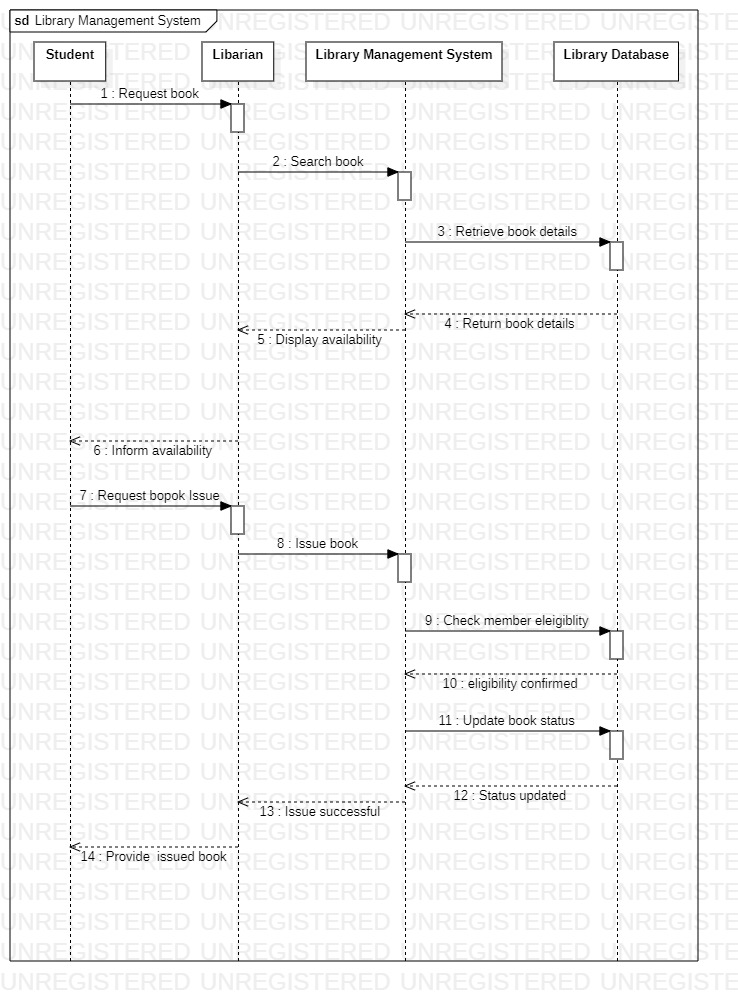 sd Library Management System
Student
Libarian
Library Management System
Library Database
1 : Request book
2 : Search book
3 : Retrieve book details
4 : Return book details
5 : Display availability
6 : Inform availability
7 : Request bopok Issue
8 : Issue book
9 : Check member eleigiblity
10 : eligibility confirmed
11 : Update book status
12 : Status updated
13 : Issue successful
14 : Provide  issued book
UNREGISTERED